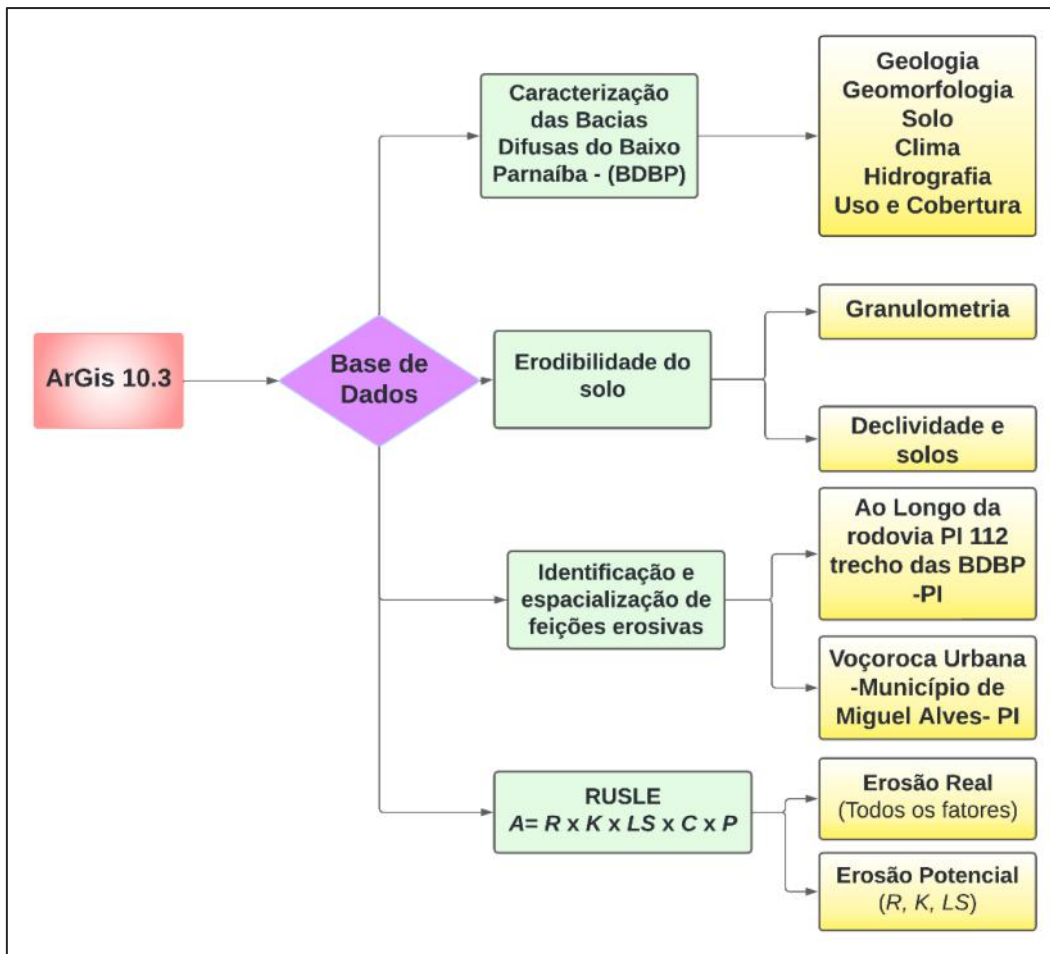 ArGis 10.3
Base de
Dados
Caracterização
das Bacias
Difusas do Baixo
Parnaíba - (BDBP)
Geologia
Geomorfologia
Solo
Clima
Hidrografia
Uso e Cobertura
Erodibilidade do
solo
Granulometria
Declividade e
solos
Identificação e
espacialização de
feições erosivas
Ao Longo da
rodovia PI 112
trecho das BDBP
-PI
Voçoroca Urbana
-Município de
Miguel Alves- PI
RUSLE
A= R x K x LS x C x P
Erosão Real
(Todos os fatores)
Erosão Potencial
(R, K, LS)